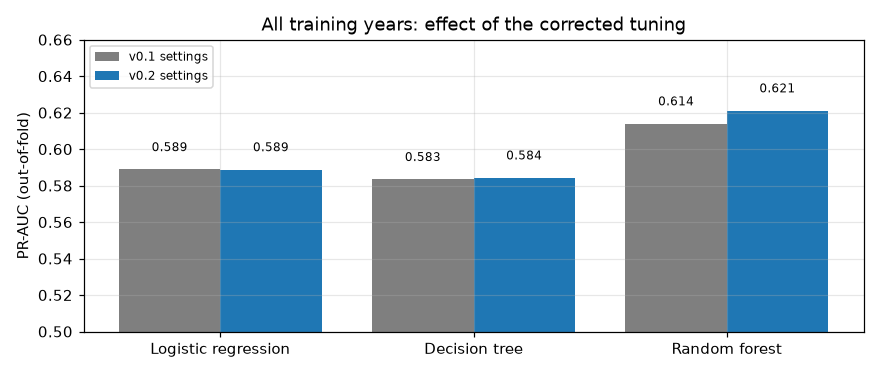 All training years: effect of the corrected tuning
v0.1 settings
v0.2 settings
PR-AUC (out-of-fold)
0.66
0.64
0.62
0.60
0.58
0.56
0.54
0.52
0.50
0.589
0.589
0.583
0.584
0.614
0.621
Logistic regression
Decision tree
Random forest